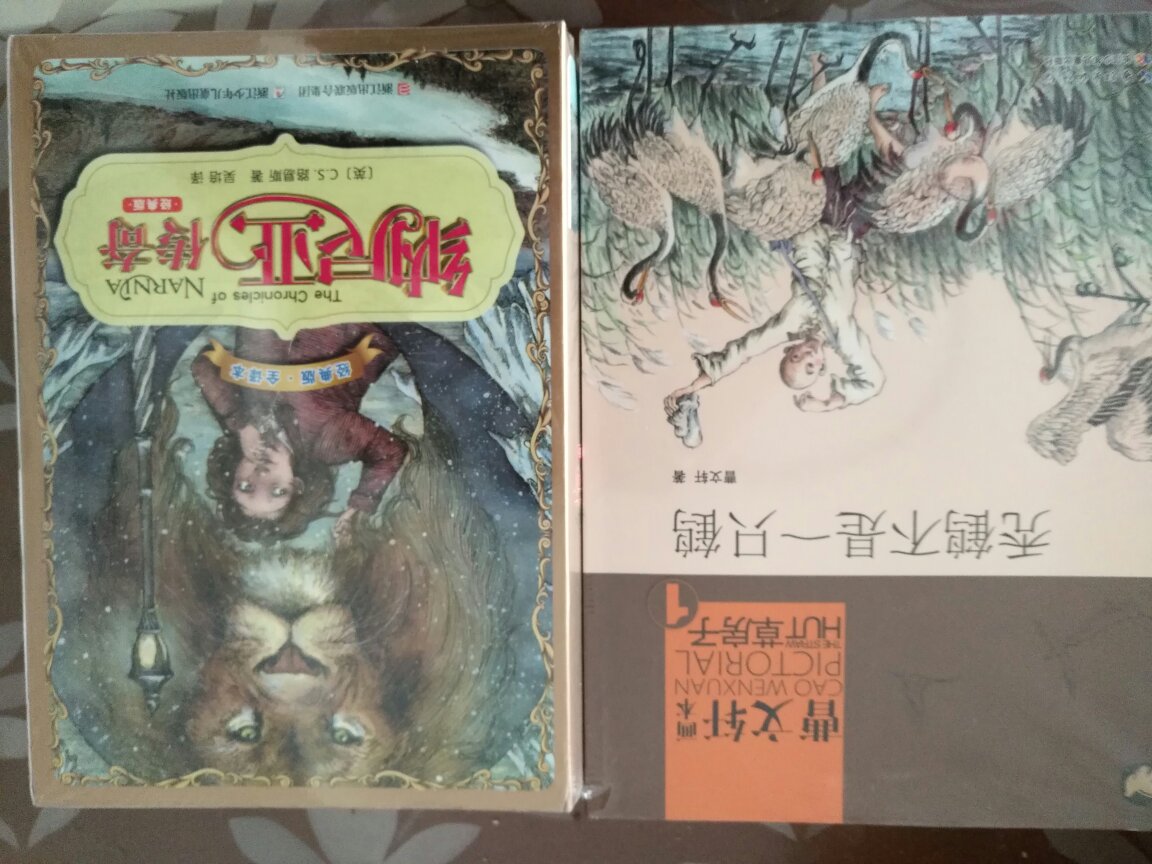 经典版·全译本
The Chronicles of
NARNIA
纳尼亚传奇
·经典版·
[英] C.S.路易斯 著 吴培 译
浙江出版联合集团 浙江少年儿童出版社
曹文轩
画本
CAO WENXUAN
PICTORIAL
THE STRAW
HUT 草房子
1
秃鹤不是一只鹤
曹文轩 著